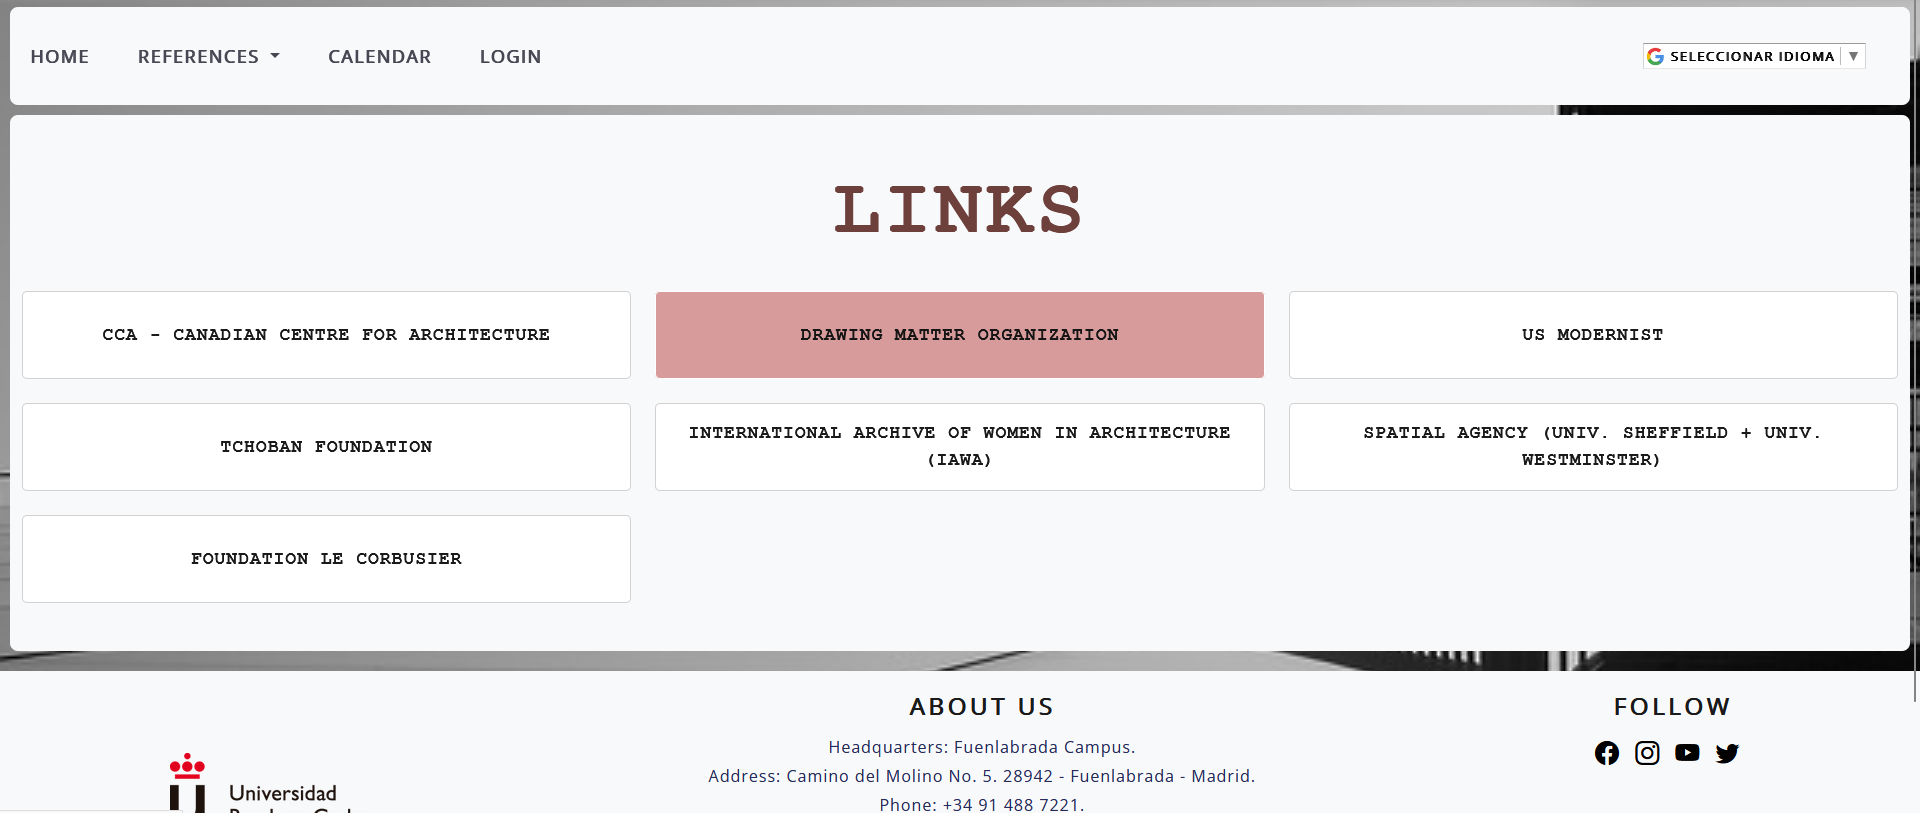 HOME REFERENCES CALENDAR LOGIN SELECCIONAR IDIOMA ▼
LINKS
CCA - CANADIAN CENTRE FOR ARCHITECTURE
DRAWING MATTER ORGANIZATION
US MODERNIST
TCHOBAN FOUNDATION
INTERNATIONAL ARCHIVE OF WOMEN IN ARCHITECTURE
(IAWA)
SPATIAL AGENCY (UNIV. SHEFFIELD + UNIV.
WESTMINSTER)
FOUNDATION LE CORBUSIER
Universidad
ABOUT US
Headquarters: Fuenlabrada Campus.
Address: Camino del Molino No. 5. 28942 - Fuenlabrada - Madrid.
Phone: +34 91 488 7221.
FOLLOW